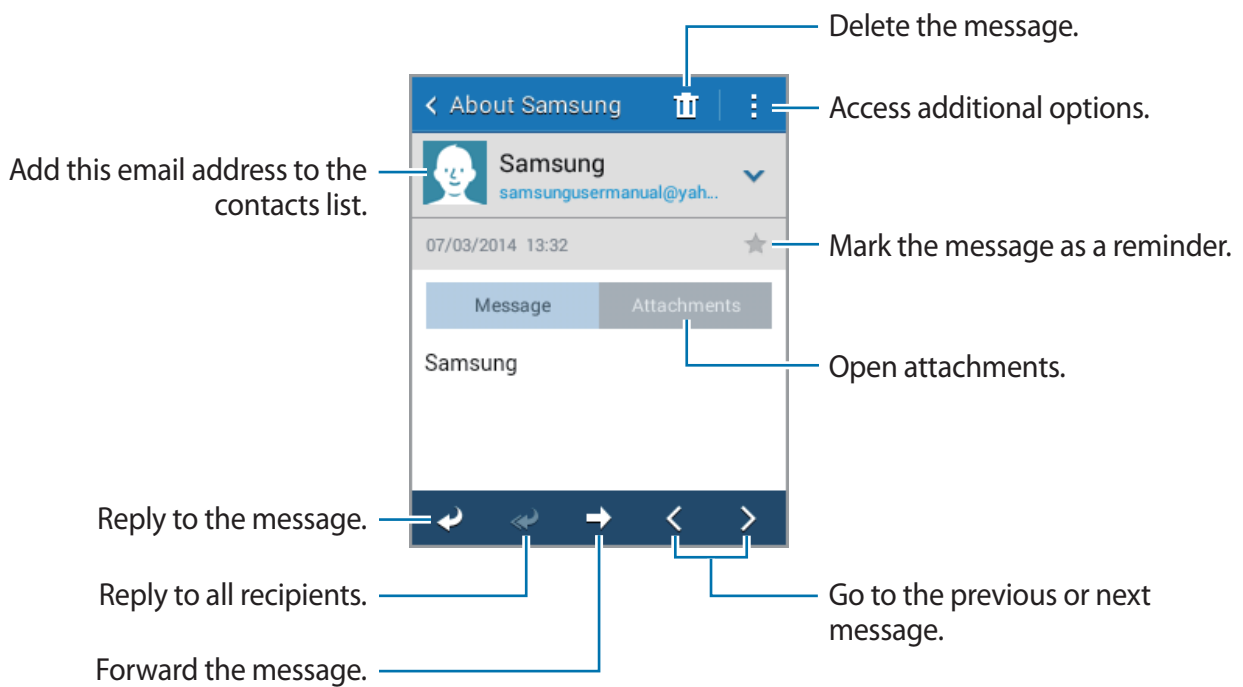 Delete the message.
About Samsung
Access additional options.
Add this email address to the
contacts list.
Samsung
samsungusermanual@yah...
07/03/2014 13:32
Mark the message as a reminder.
Message
Attachments
Samsung
Open attachments.
Reply to the message.
Reply to all recipients.
Go to the previous or next
message.
Forward the message.